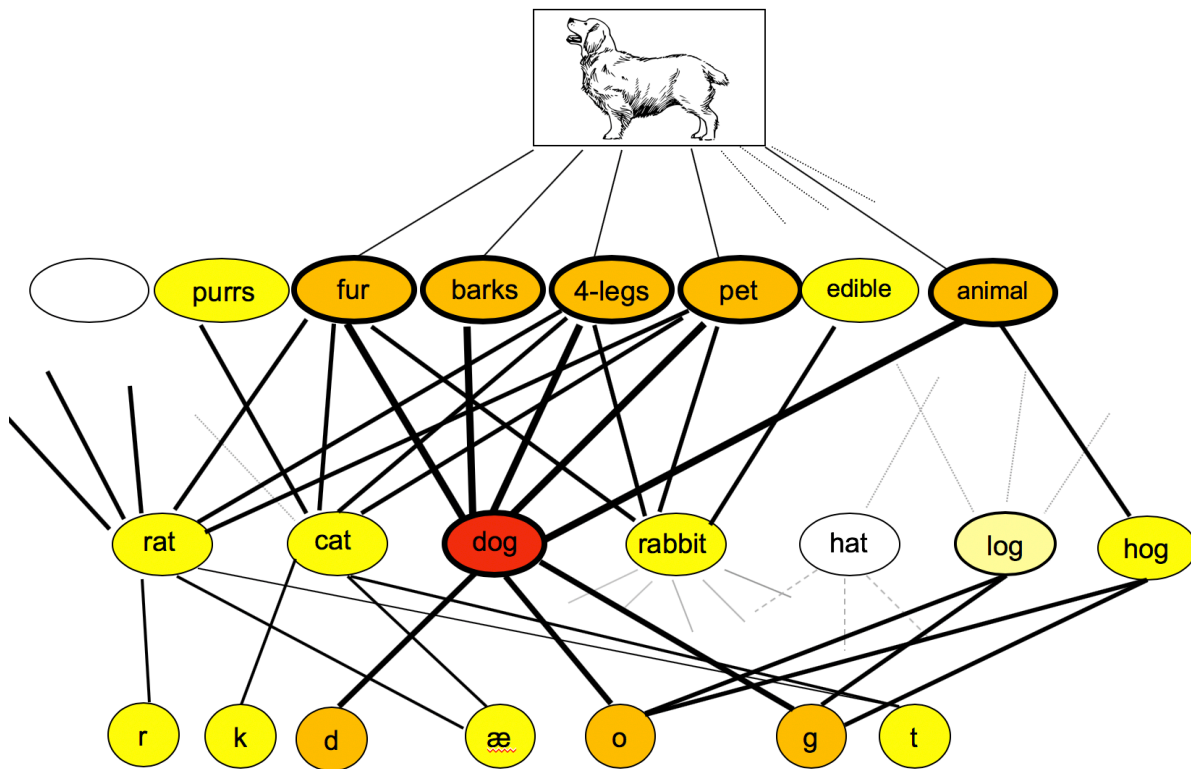 purrs
fur
barks
4-legs
pet
edible
animal
rat
cat
dog
rabbit
hat
log
hog
r
k
d
æ
o
g
t